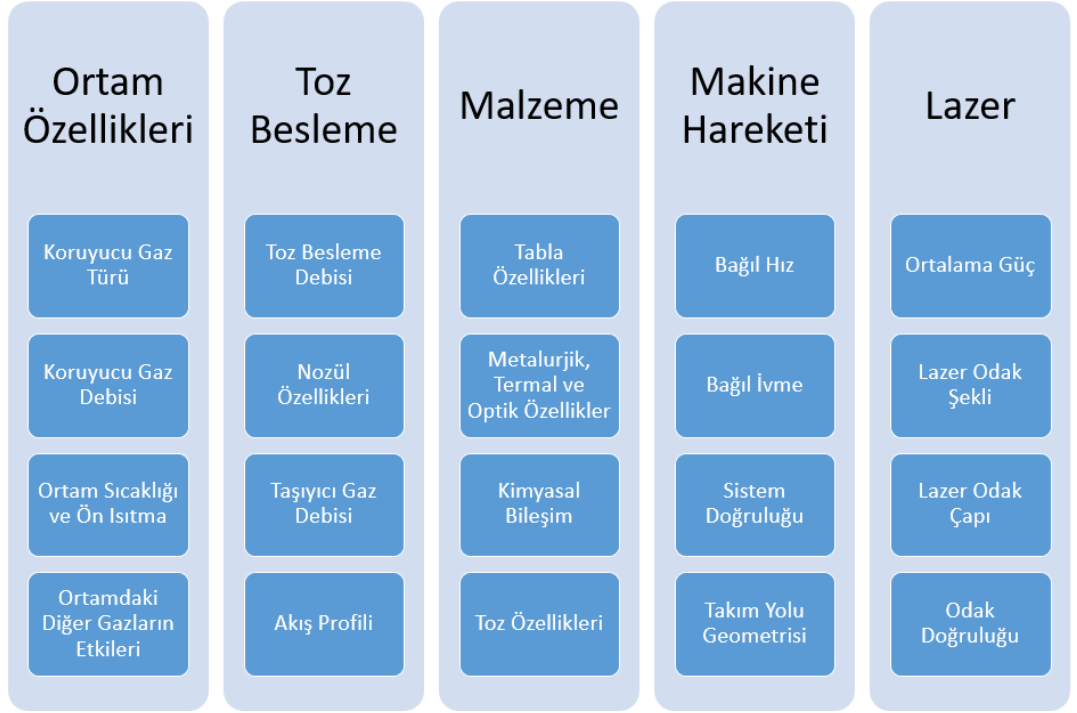 Ortam
Özellikleri
Koruyucu Gaz
Türü
Koruyucu Gaz
Debisi
Ortam Sıcaklığı
ve Ön Isıtma
Ortamdaki
Diğer Gazların
Etkileri
Toz
Besleme
Toz Besleme
Debisi
Nozül
Özellikleri
Taşıyıcı Gaz
Debisi
Akış Profili
Malzeme
Tabla
Özellikleri
Metalurjik,
Termal ve
Optik Özellikler
Kimyasal
Bileşim
Toz Özellikleri
Makine
Hareketi
Bağıl Hız
Bağıl İvme
Sistem
Doğruluğu
Takım Yolu
Geometrisi
Lazer
Ortalama Güç
Lazer Odak
Şekli
Lazer Odak
Çapı
Odak
Doğruluğu